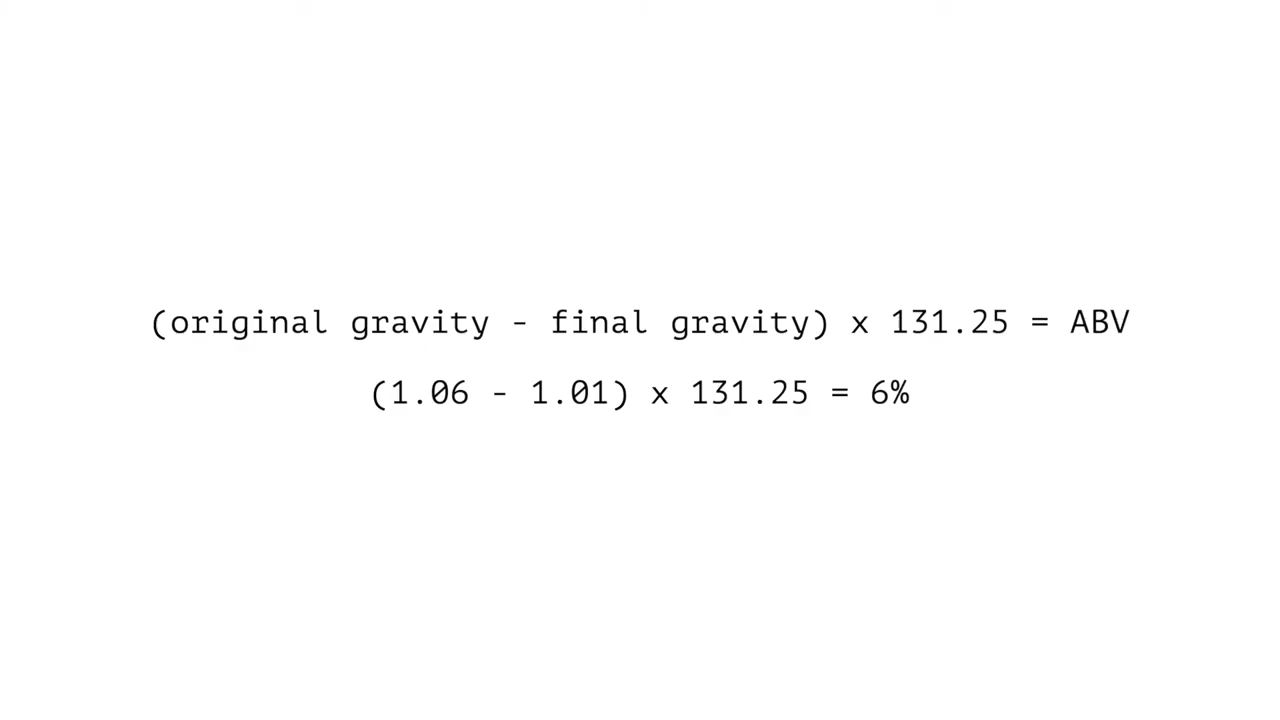 (original gravity - final gravity) x 131.25 = ABV
(1.06 - 1.01) x 131.25 = 6%